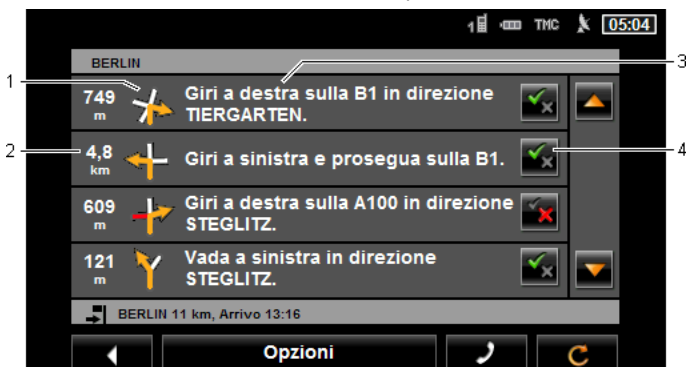 1 TMC 05:04
BERLIN
3
1
749 m Giri a destra sulla B1 in direzione
TIERGARTEN.
2
4,8 km Giri a sinistra e prosegua sulla B1.
4
609 m Giri a destra sulla A100 in direzione
STEGLITZ.
121 m Vada a sinistra in direzione
STEGLITZ.
BERLIN 11 km, Arrivo 13:16
Opzioni